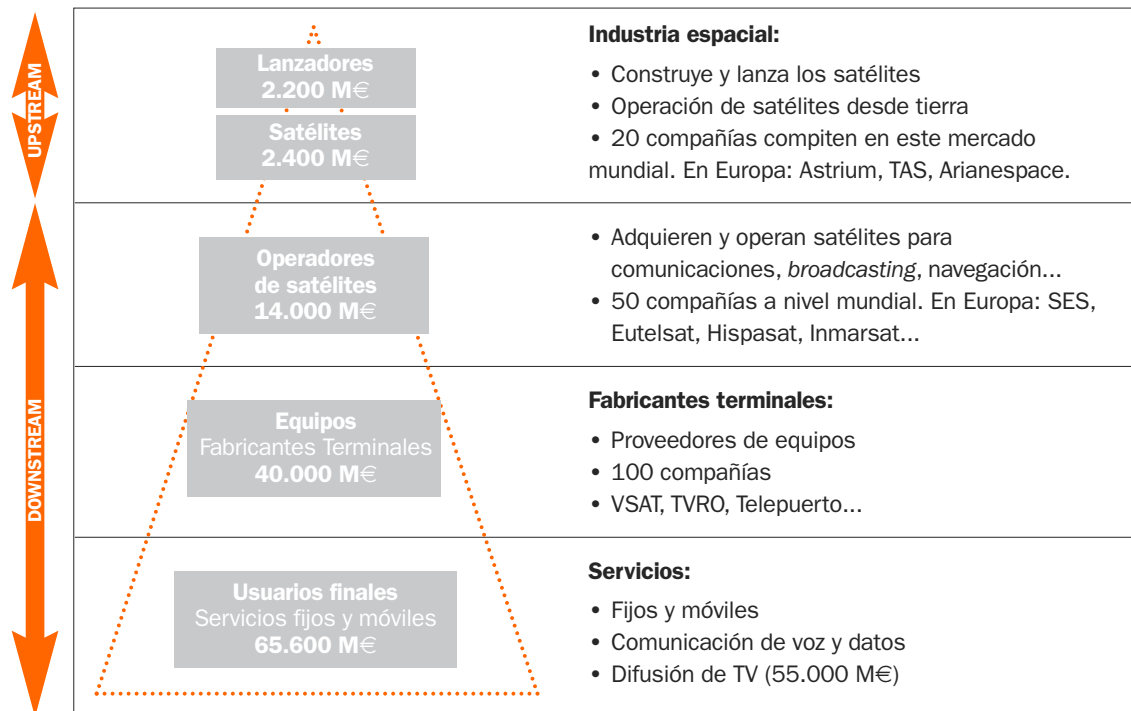 UPSTREAM
Lanzadores
2.200 M€
Satélites
2.400 M€
Industria espacial:
• Construye y lanza los satélites
• Operación de satélites desde tierra
• 20 compañías compiten en este mercado
mundial. En Europa: Astrium, TAS, Arianespace.
DOWNSTREAM
Operadores
de satélites
14.000 M€
• Adquieren y operan satélites para
comunicaciones, broadcasting, navegación...
• 50 compañías a nivel mundial. En Europa: SES,
Eutelsat, Hispasat, Inmarsat...
Equipos
Fabricantes Terminales
40.000 M€
Fabricantes terminales:
• Proveedores de equipos
• 100 compañías
• VSAT, TVRO, Telepuerto...
Usuarios finales
Servicios fijos y móviles
65.600 M€
Servicios:
• Fijos y móviles
• Comunicación de voz y datos
• Difusión de TV (55.000 M€)